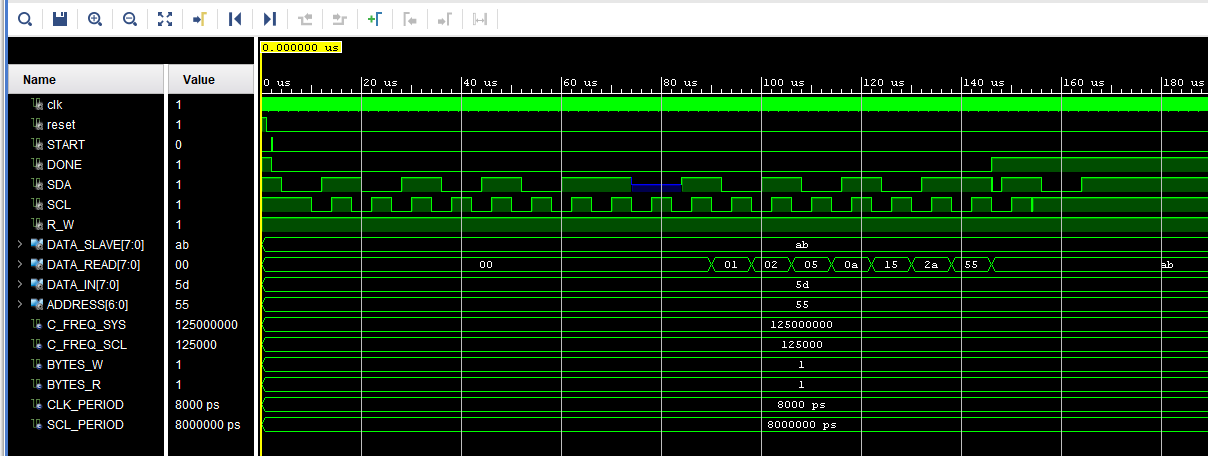 0.000000 us
Name Value
0 us 20 us 40 us 60 us 80 us 100 us 120 us 140 us 160 us 180 us
clk 1
reset 1
START 0
DONE 1
SDA 1
SCL 1
R_W 1
DATA_SLAVE[7:0] ab ab
DATA_READ[7:0] 00 00 01 02 05 0a 15 2a 55 ab
DATA_IN[7:0] 5d 5d
ADDRESS[6:0] 55 55
C_FREQ_SYS 125000000 125000000
C_FREQ_SCL 125000 125000
BYTES_W 1 1
BYTES_R 1 1
CLK_PERIOD 8000 ps 8000 ps
SCL_PERIOD 8000000 ps 8000000 ps